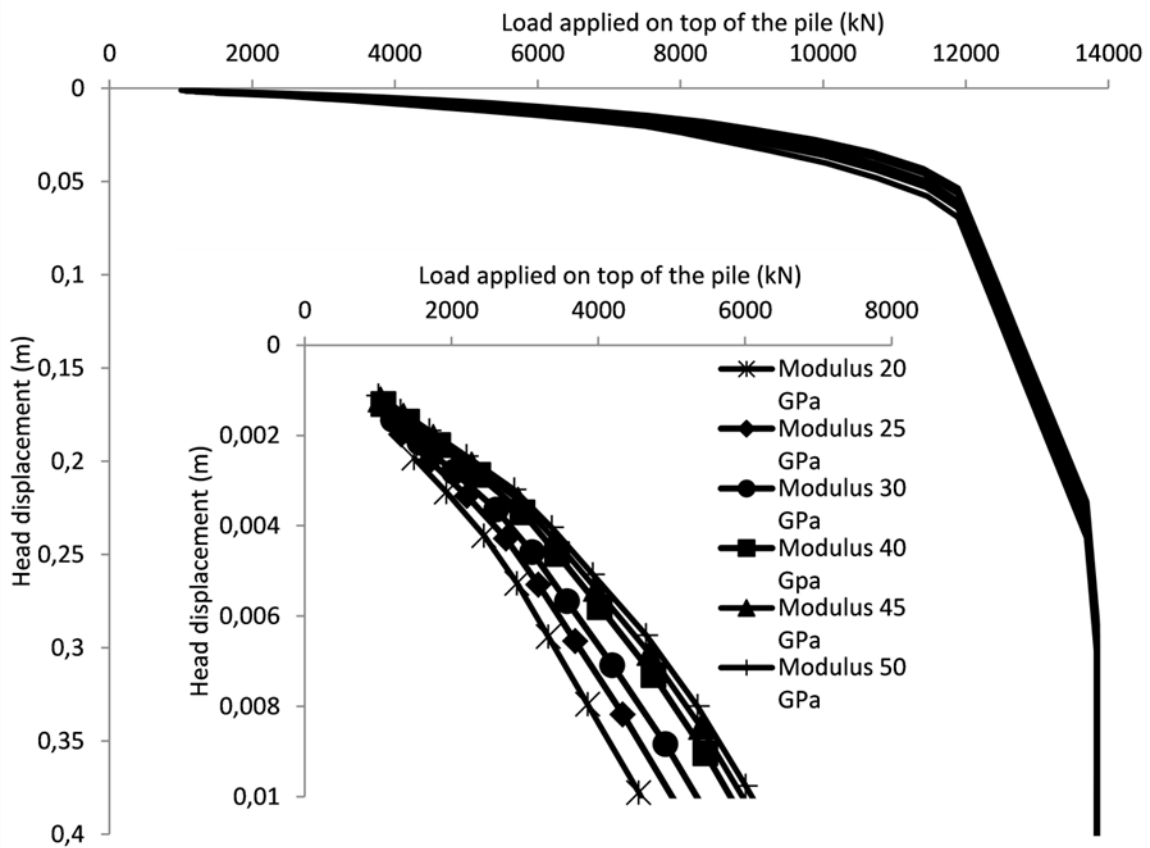 Load applied on top of the pile (kN)
0 2000 4000 6000 8000 10000 12000 14000
0
0,05
0,1
0,15
0,2
0,25
0,3
0,35
0,4
Head displacement (m)
Load applied on top of the pile (kN)
0 2000 4000 6000 8000
0
0,002
0,004
0,006
0,008
0,01
Head displacement (m)
Modulus 20
GPa
Modulus 25
GPa
Modulus 30
GPa
Modulus 40
Gpa
Modulus 45
GPa
Modulus 50
GPa